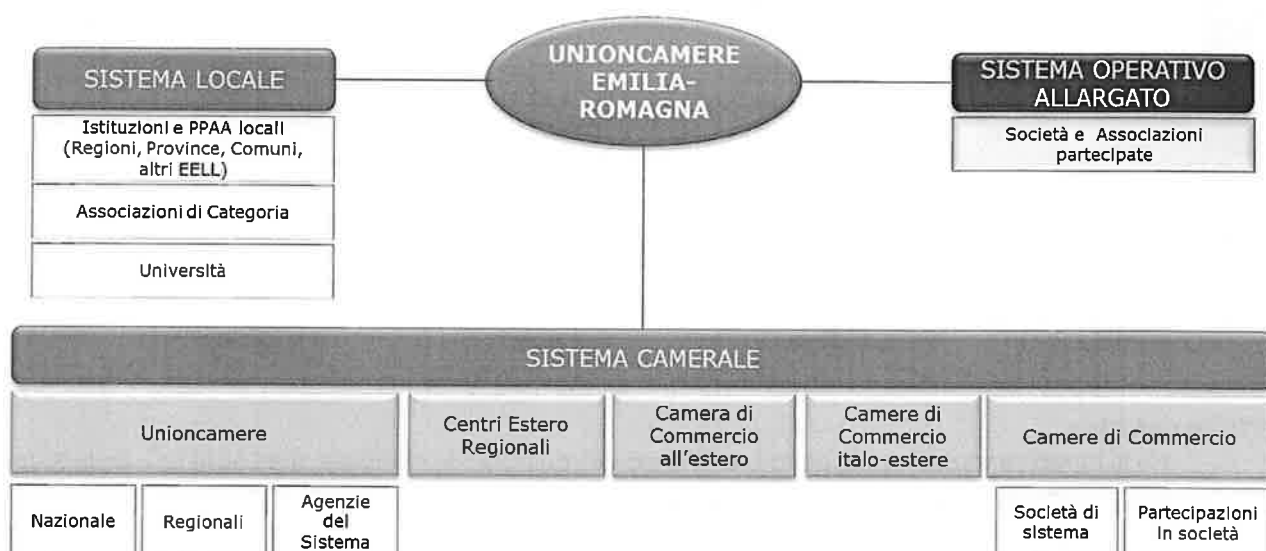 UNIONCAMERE
EMILIA-
ROMAGNA
SISTEMA LOCALE
Istituzioni e PPAA locali
(Regioni, Province, Comuni,
altri EELL)
Associazioni di Categoria
Università
SISTEMA OPERATIVO
ALLARGATO
Società e Associazioni
partecipate
SISTEMA CAMERALE
Unioncamere
Centri Estero
Regionali
Camera di
Commercio
all'estero
Camere di
Commercio
italo-estere
Camere di Commercio
Nazionale
Regionali
Agenzie
del
Sistema
Società di
sistema
Partecipazioni
in società